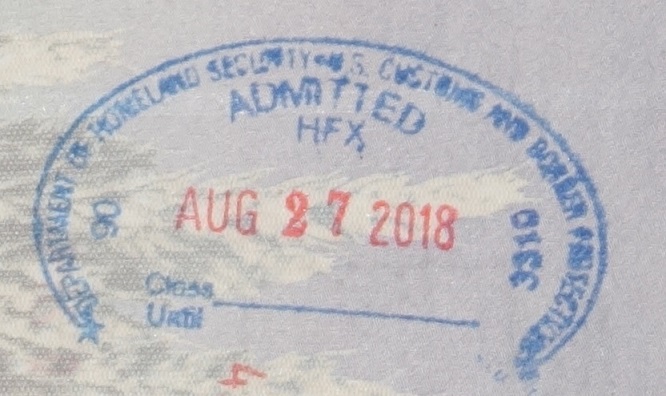 DEPARTMENT OF HOMELAND SECURITY • U.S. CUSTOMS AND BORDER PROTECTION
ADMITTED
HFX
90
AUG 27 2018
3310
Class
Until